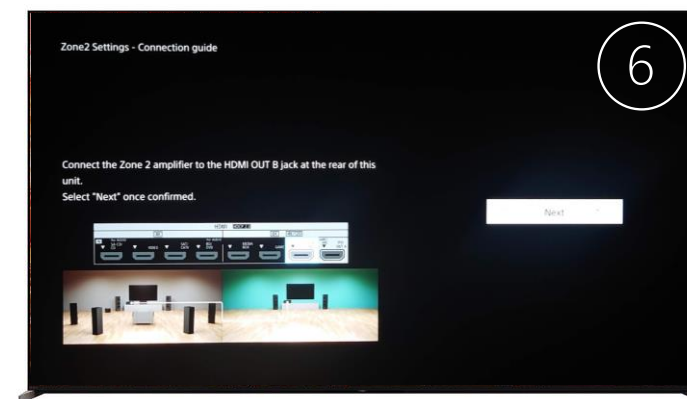 Zone2 Settings - Connection guide
6
Connect the Zone 2 amplifier to the HDMI OUT B jack at the rear of this
unit.
Select "Next" once confirmed.
Next
HDMI
VIDEO